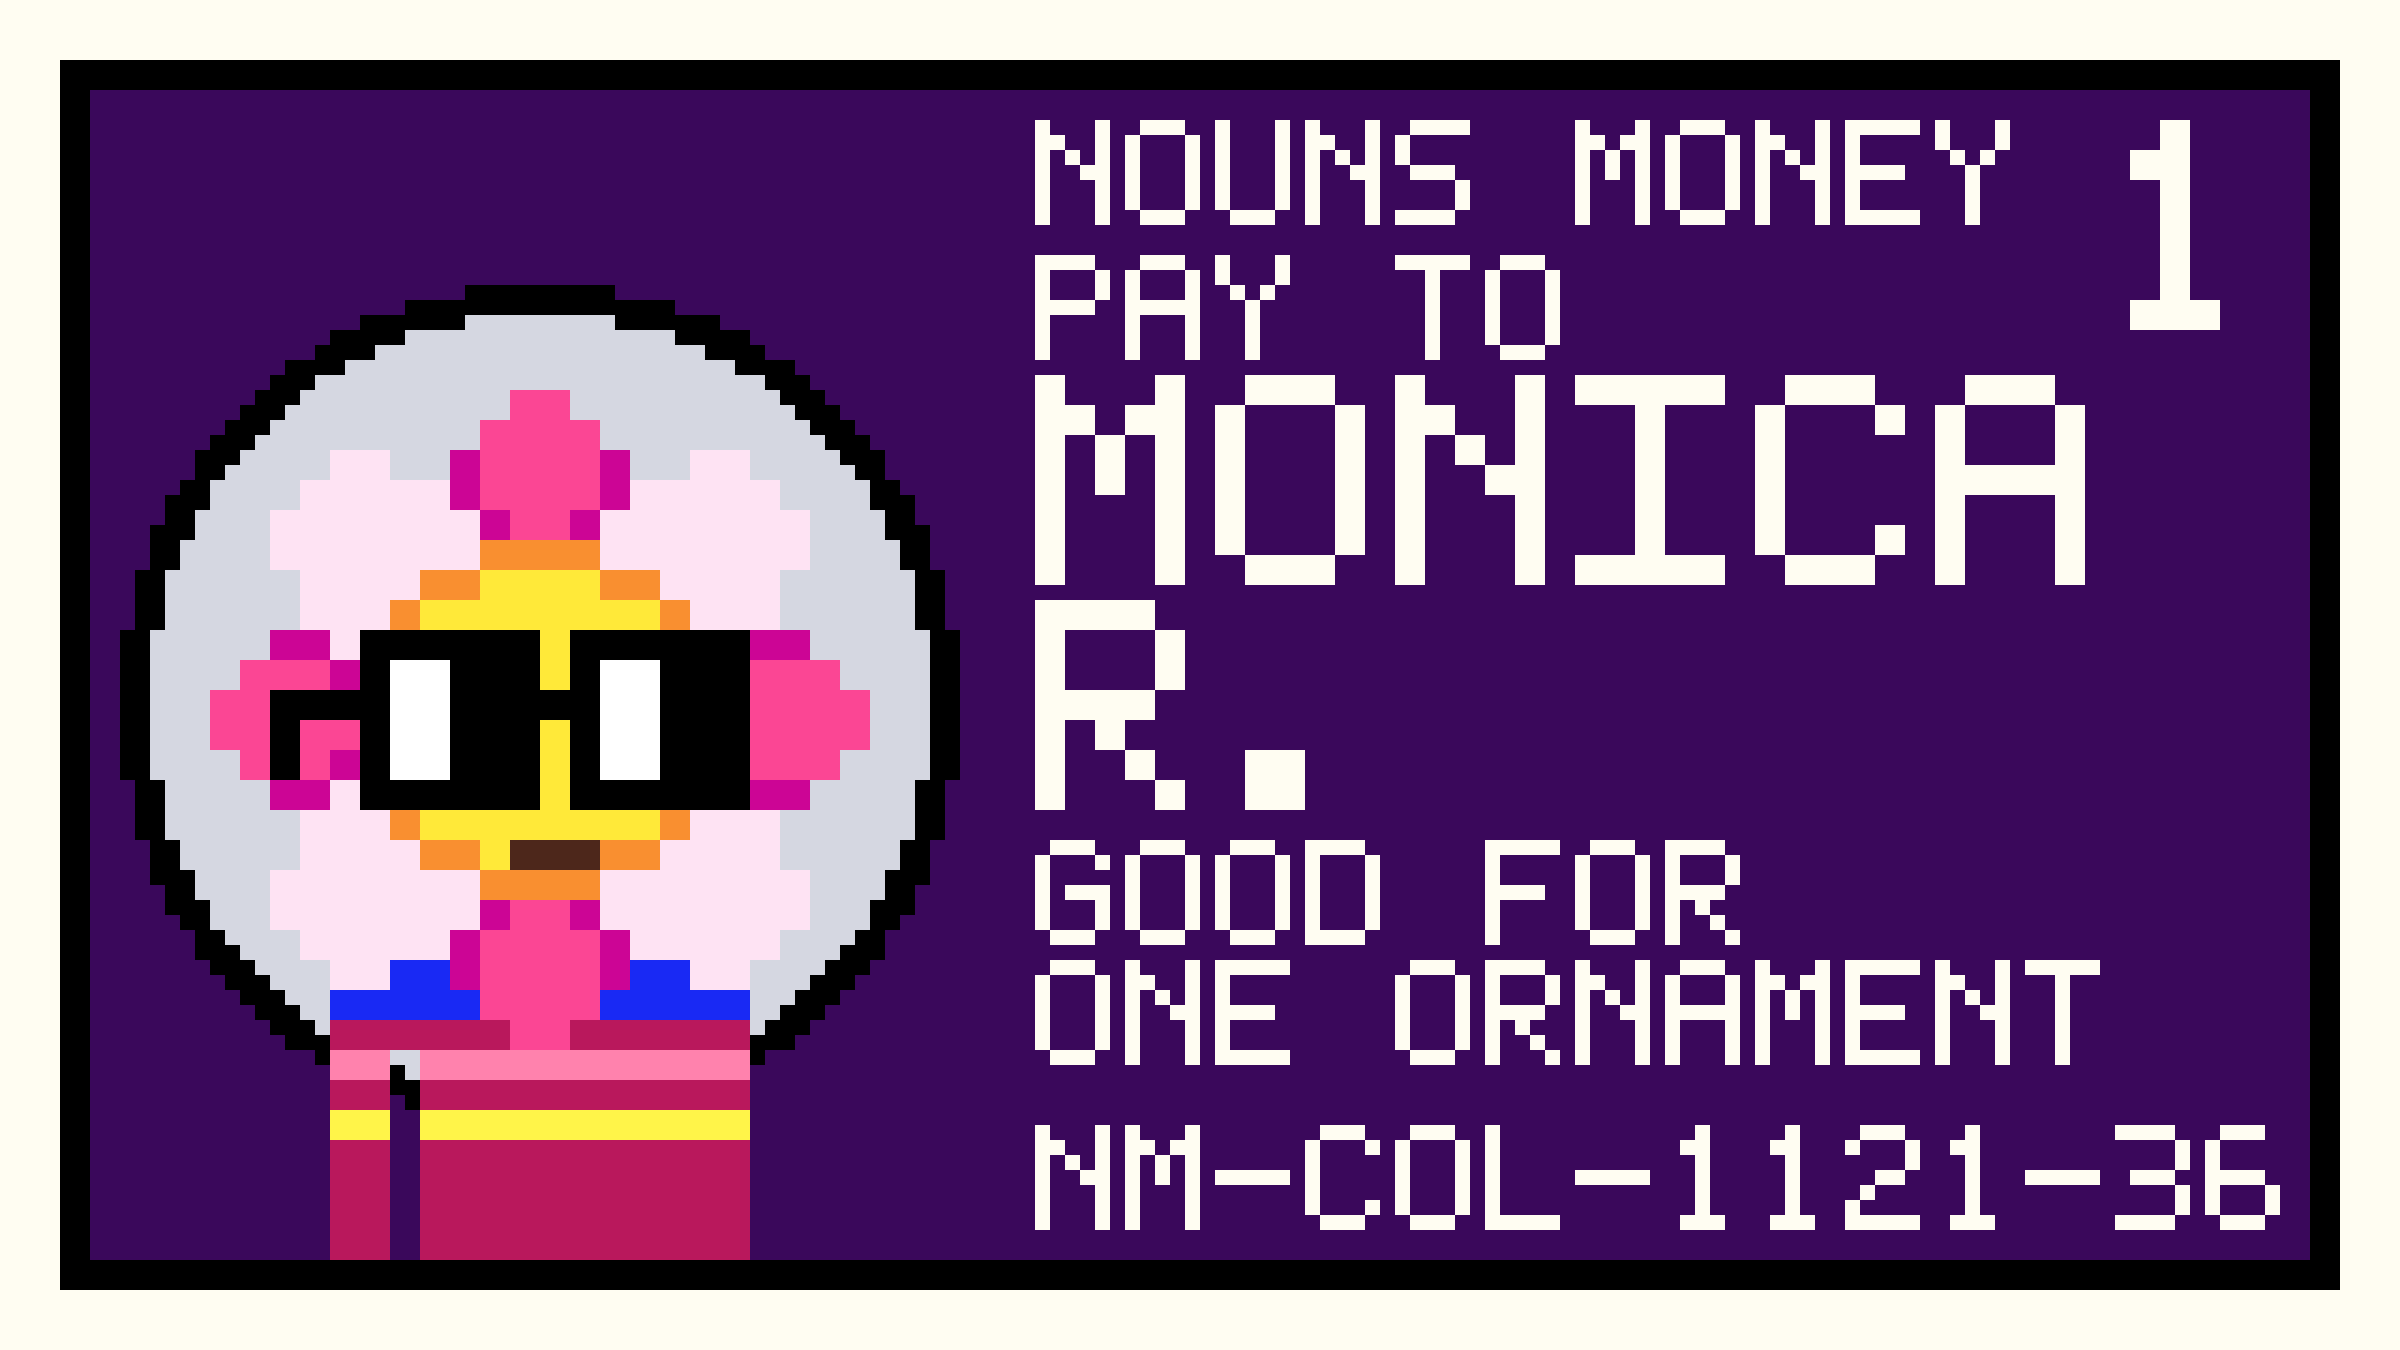 NOUNS MONEY 1
PAY TO
MONICA
R.
GOOD FOR
ONE ORNAMENT
NM-COL-1121-36